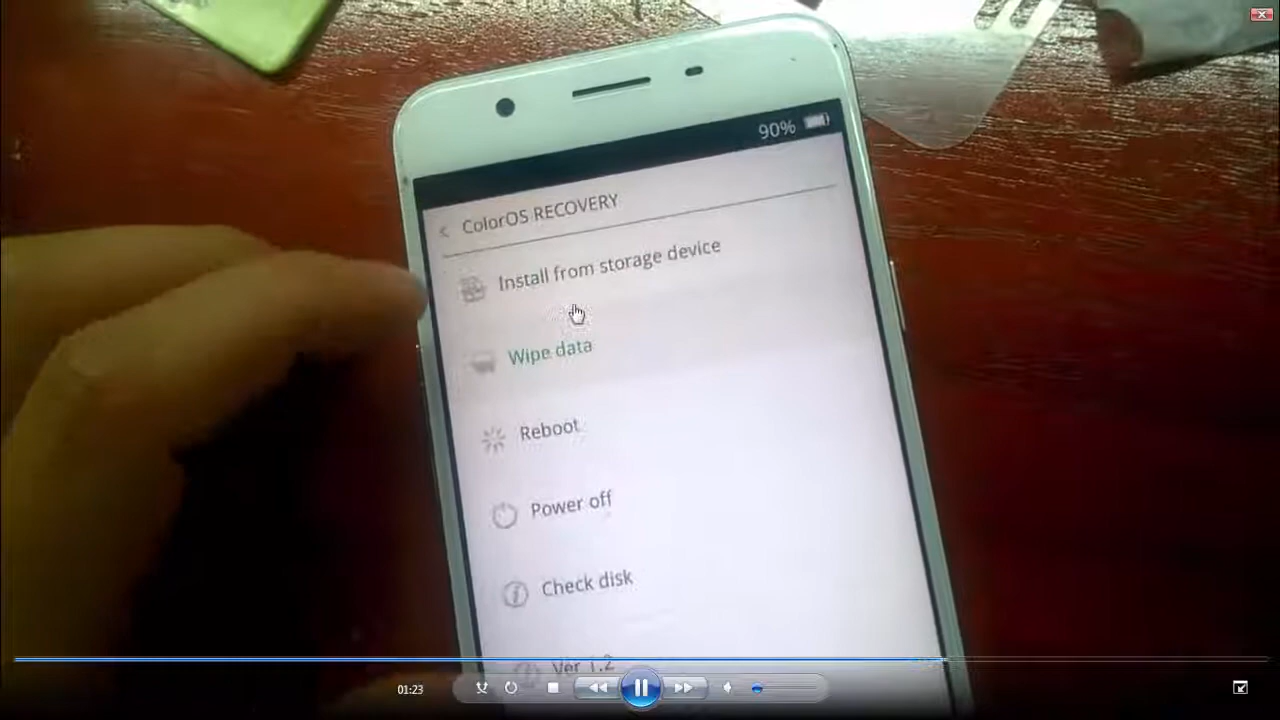 90%
ColorOS RECOVERY
Install from storage device
Wipe data
Reboot
Power off
Check disk
Ver 1.2
01:23